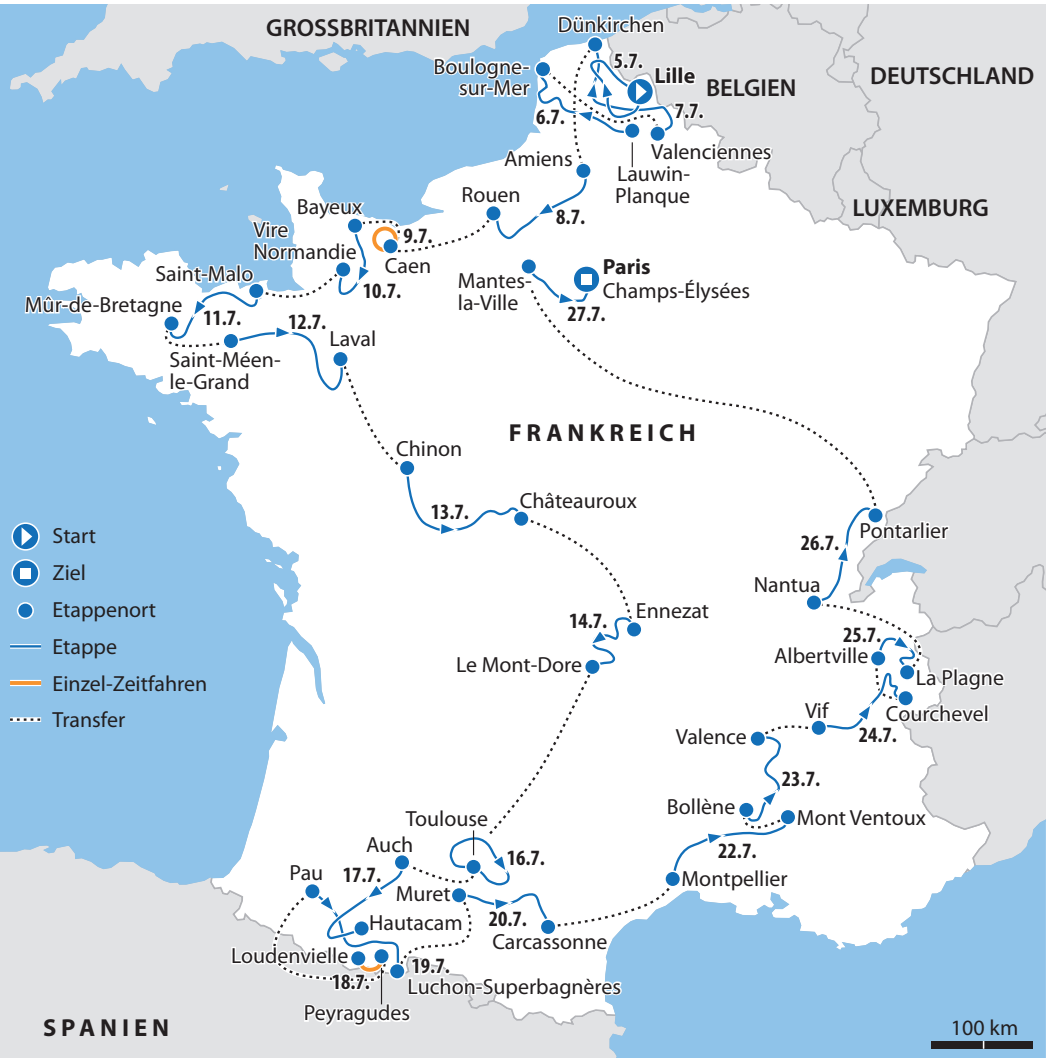 GROSSBRITANNIEN
Dünkirchen
5.7.
Boulogne-
sur-Mer
Lille
BELGIEN
DEUTSCHLAND
6.7.
7.7.
Valenciennes
Amiens
Lauwin-
Planque
LUXEMBURG
Rouen
8.7.
Bayeux
9.7.
Vire
Normandie
Caen
10.7.
Mantes-
la-Ville
Paris
Champs-Élysées
27.7.
Saint-Malo
Mûr-de-Bretagne
11.7.
12.7.
Laval
Saint-Méen-
le-Grand
FRANKREICH
Chinon
13.7.
Châteauroux
Pontarlier
26.7.
Nantua
Start
Ziel
Etappenort
Etappe
Einzel-Zeitfahren
Transfer
14.7.
Ennezat
Le Mont-Dore
25.7.
Albertville
La Plagne
Courchevel
Vif
24.7.
Valence
23.7.
Bollène
Mont Ventoux
22.7.
Montpellier
Toulouse
16.7.
Auch
17.7.
Pau
Muret
20.7.
Hautacam
Carcassonne
Loudenvielle
19.7.
18.7.
Luchon-Superbagnères
Peyragudes
SPANIEN
100 km